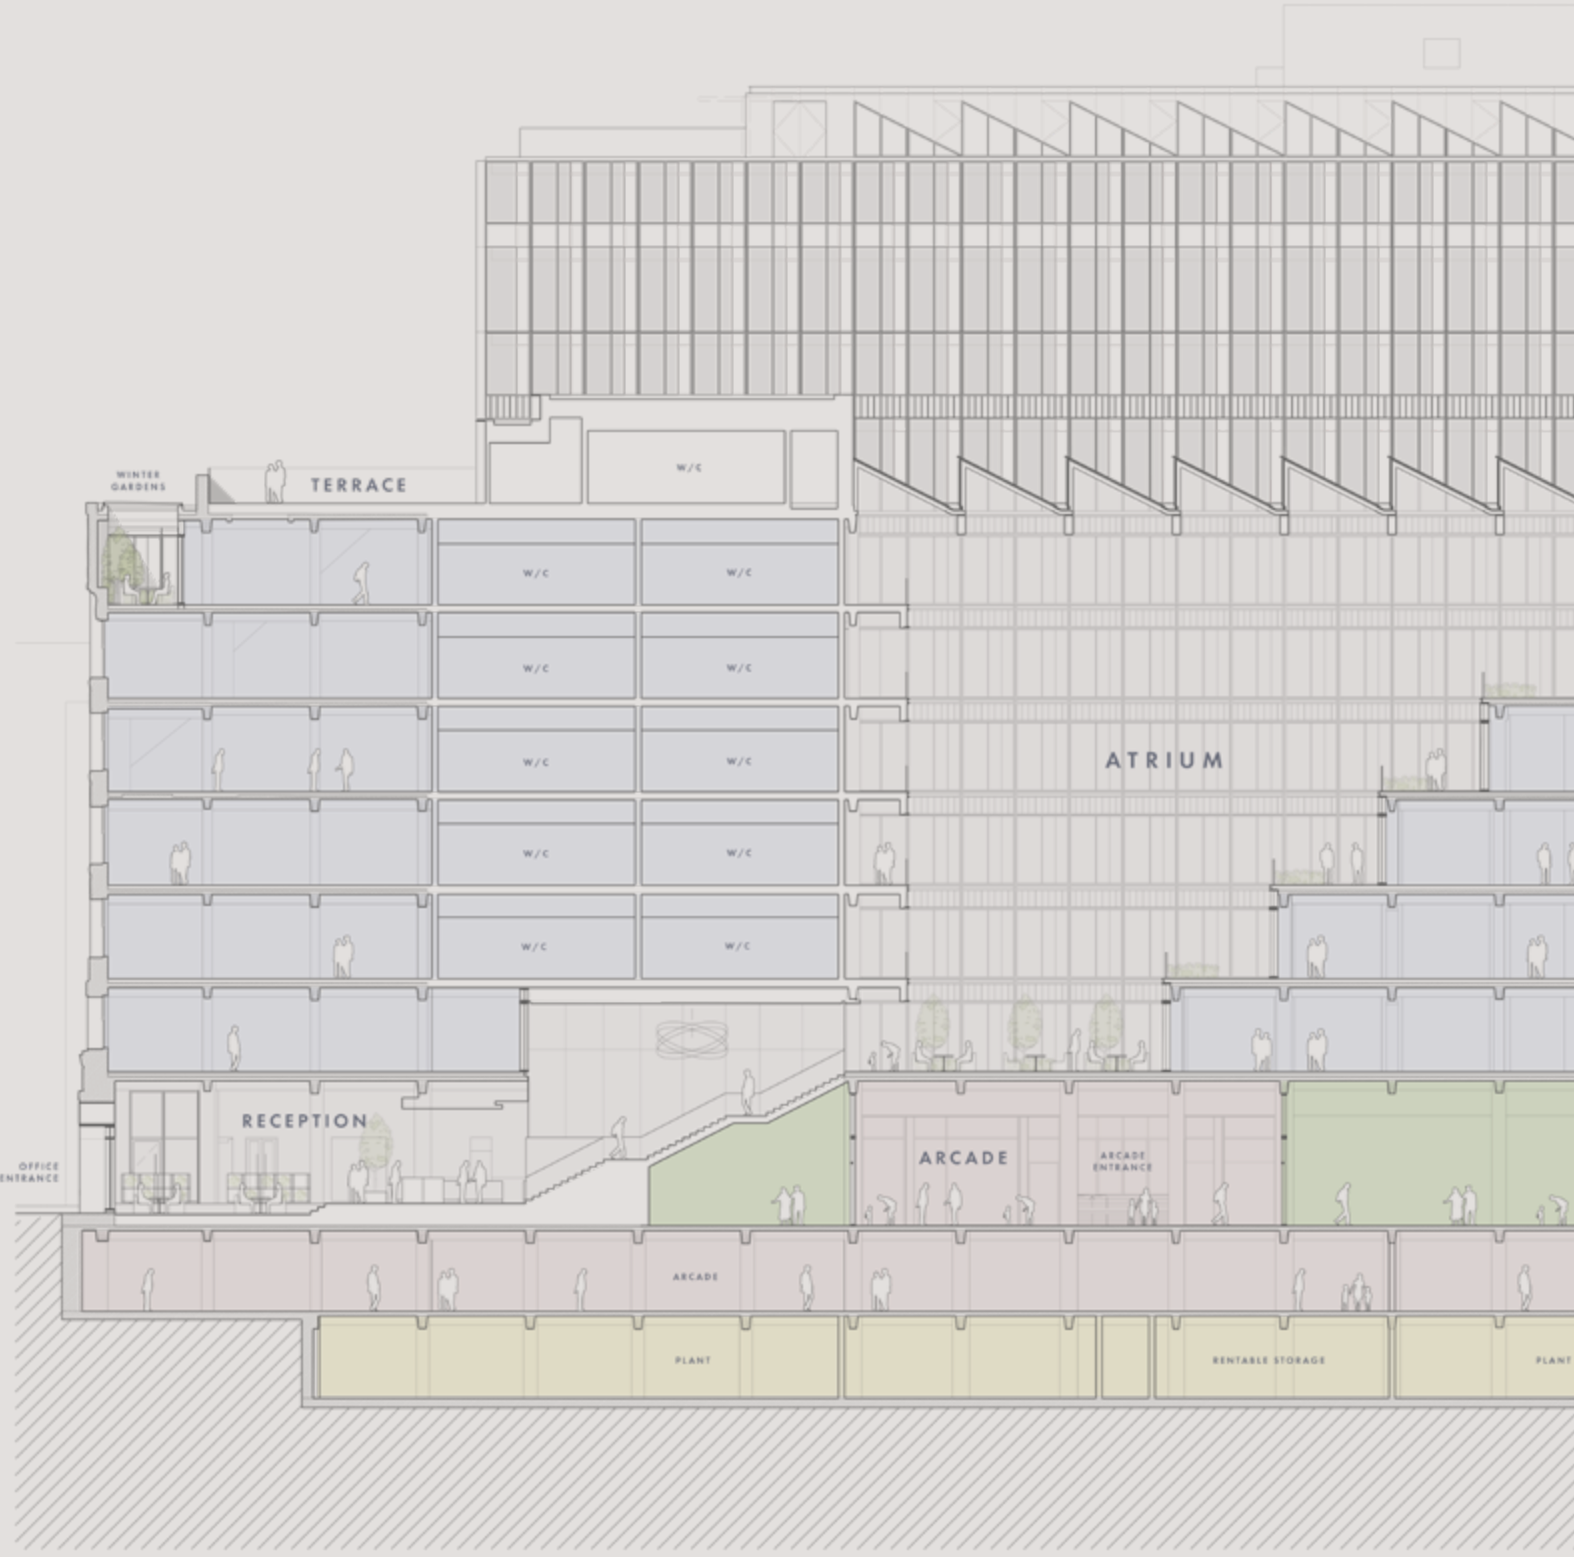 W/C
WINTER
GARDENS
TERRACE
W/C
W/C
W/C
W/C
W/C
W/C
ATRIUM
W/C
W/C
W/C
W/C
RECEPTION
ARCADE
ARCADE
ENTRANCE
OFFICE
ENTRANCE
ARCADE
PLANT
RENTABLE STORAGE
PLANT